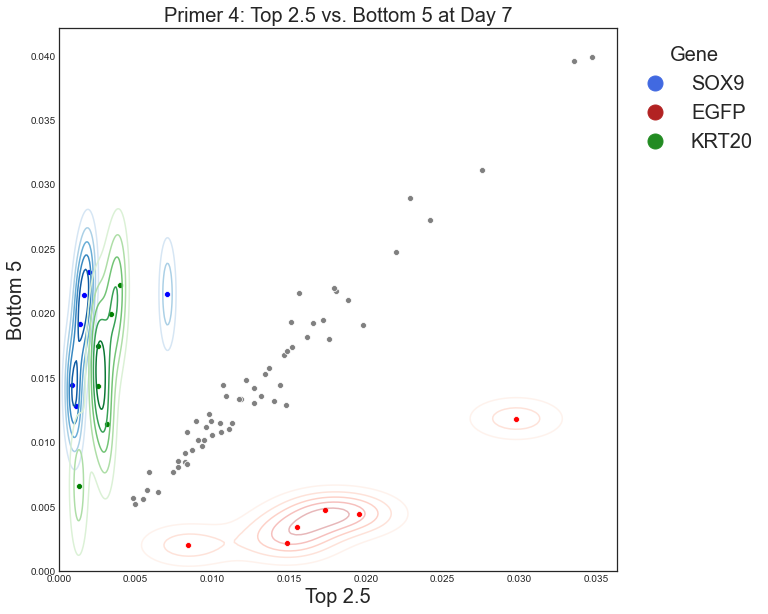 Primer 4: Top 2.5 vs. Bottom 5 at Day 7
Gene
SOX9
EGFP
KRT20
Bottom 5
0.040
0.035
0.030
0.025
0.020
0.015
0.010
0.005
0.000
0.000 0.005 0.010 0.015 0.020 0.025 0.030 0.035
Top 2.5